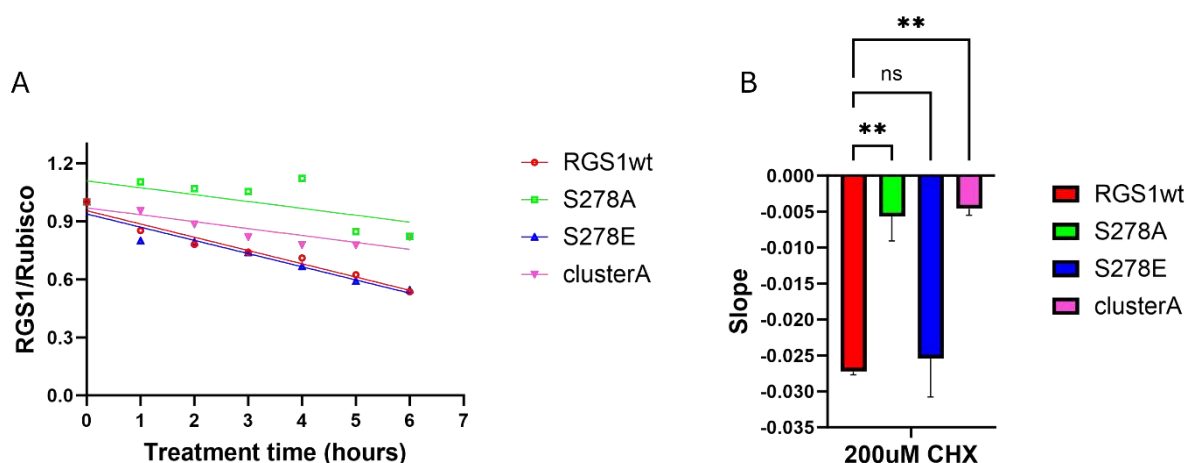 A
RGS1/Rubisco
1.2
0.9
0.6
0.3
0.0
0 1 2 3 4 5 6 7
Treatment time (hours)
RGS1wt
S278A
S278E
clusterA
B
**
ns
**
Slope
0.000
-0.005
-0.010
-0.015
-0.020
-0.025
-0.030
-0.035
200uM CHX
RGS1wt
S278A
S278E
clusterA